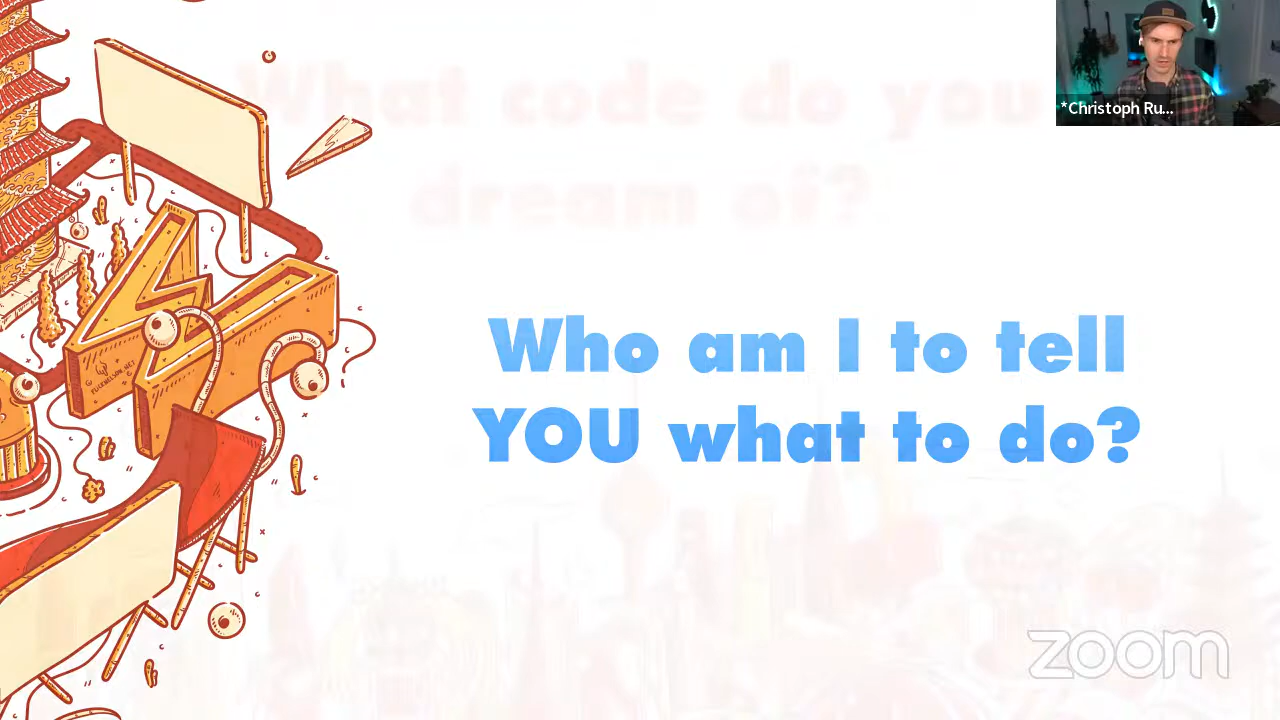 What code do you
dream of?
*Christoph Ru...
Who am I to tell
YOU what to do?
zoom